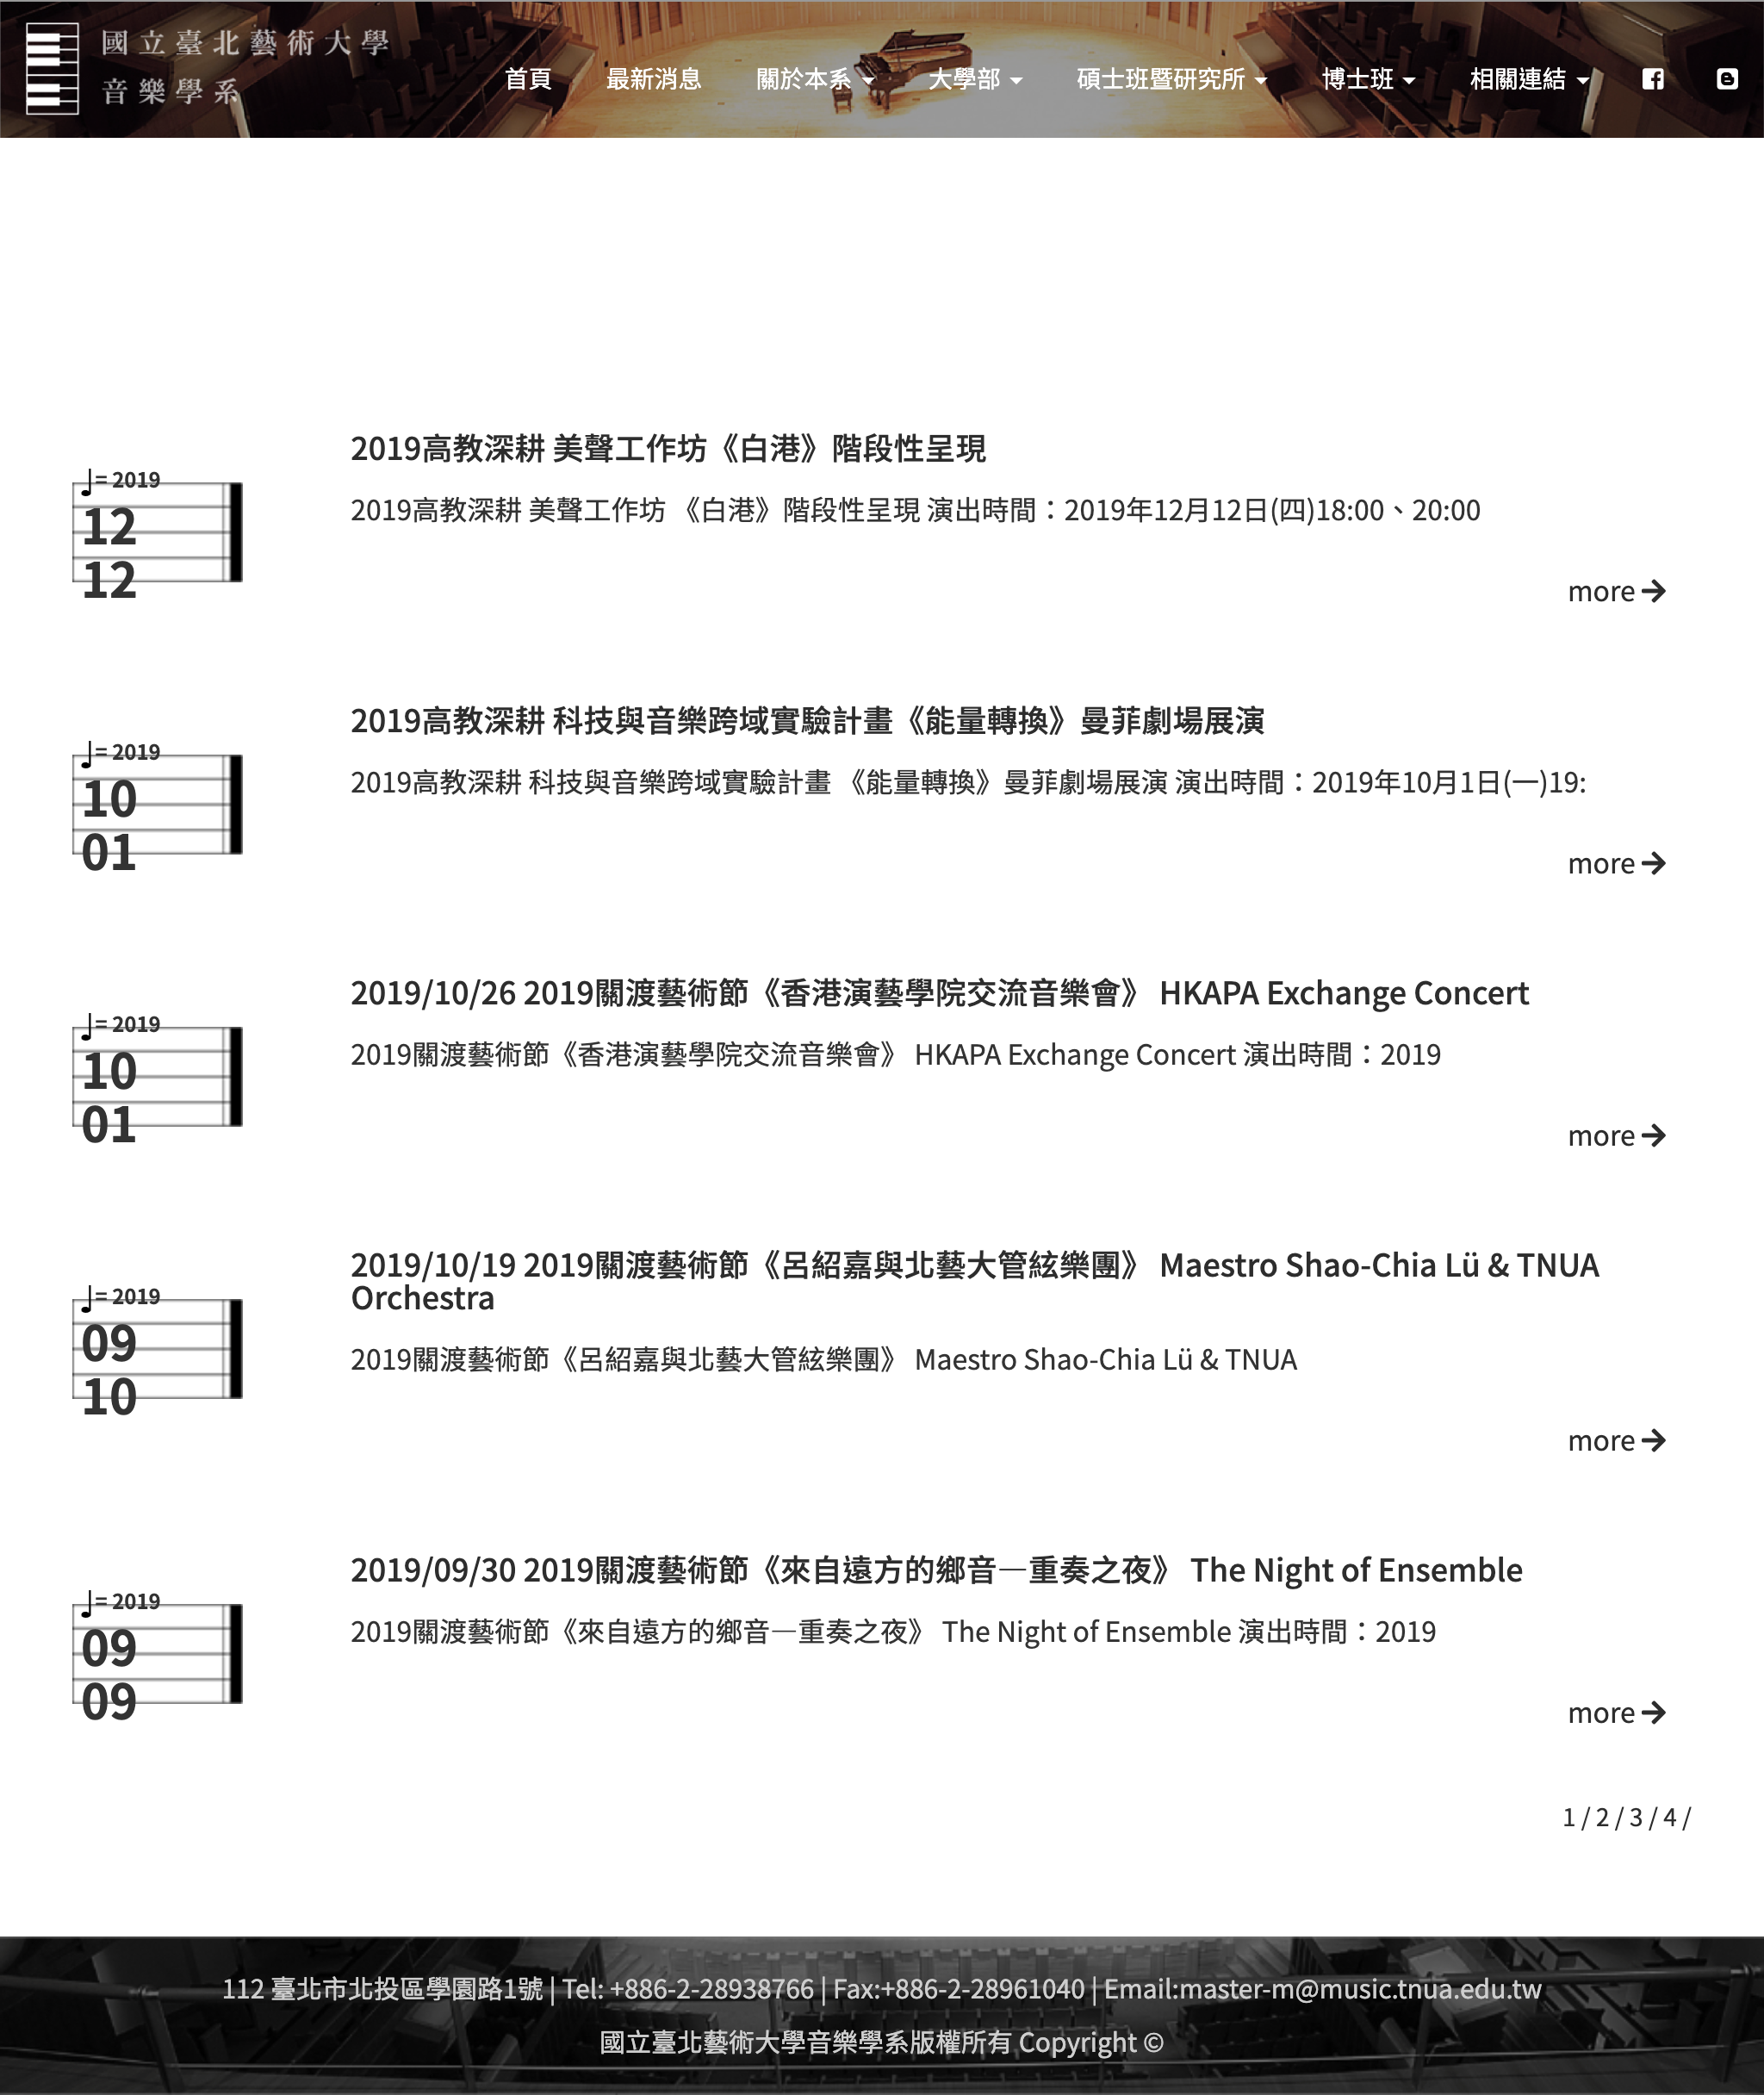 國立臺北藝術大學
音樂學系
首頁 最新消息 關於本系 大學部 碩士班暨研究所 博士班 相關連結
2019高教深耕 美聲工作坊《白港》階段性呈現
♩= 2019
12
12
2019高教深耕 美聲工作坊 《白港》階段性呈現 演出時間：2019年12月12日(四)18:00、20:00
more
2019高教深耕 科技與音樂跨域實驗計畫《能量轉換》曼菲劇場展演
♩= 2019
10
01
2019高教深耕 科技與音樂跨域實驗計畫 《能量轉換》曼菲劇場展演 演出時間：2019年10月1日(一)19:
more
2019/10/26 2019關渡藝術節《香港演藝學院交流音樂會》 HKAPA Exchange Concert
♩= 2019
10
01
2019關渡藝術節《香港演藝學院交流音樂會》 HKAPA Exchange Concert 演出時間：2019
more
2019/10/19 2019關渡藝術節《呂紹嘉與北藝大管絃樂團》 Maestro Shao-Chia Lü & TNUA
Orchestra
♩= 2019
09
10
2019關渡藝術節《呂紹嘉與北藝大管絃樂團》 Maestro Shao-Chia Lü & TNUA
more
2019/09/30 2019關渡藝術節《來自遠方的鄉音—重奏之夜》 The Night of Ensemble
♩= 2019
09
09
2019關渡藝術節《來自遠方的鄉音—重奏之夜》 The Night of Ensemble 演出時間：2019
more
1 / 2 / 3 / 4 /
112 臺北市北投區學園路1號 | Tel: +886-2-28938766 | Fax:+886-2-28961040 | Email:master-m@music.tnua.edu.tw
國立臺北藝術大學音樂學系版權所有 Copyright ©